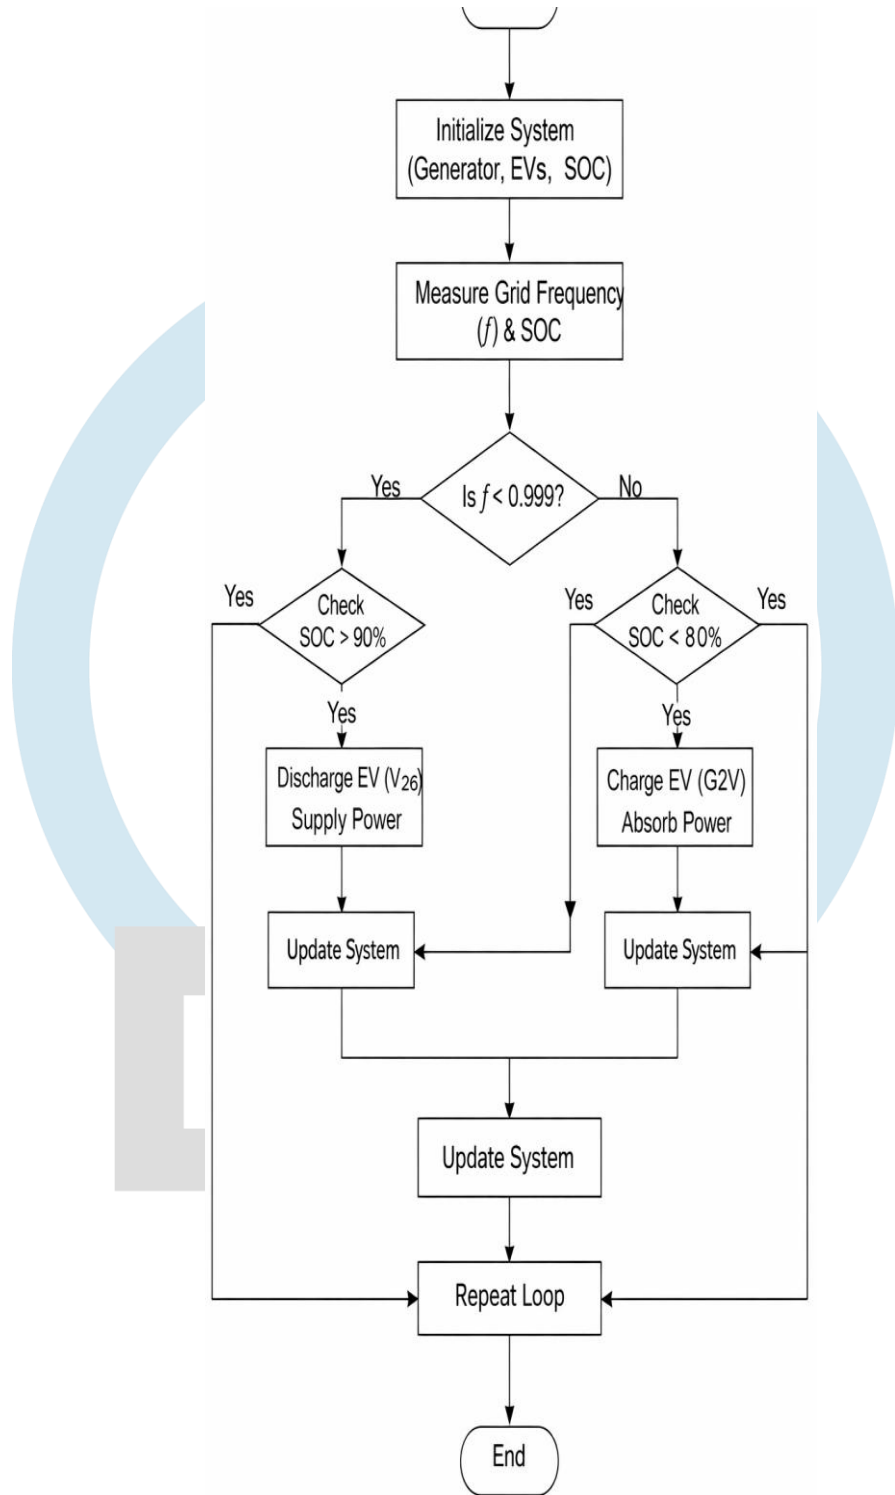 Initialize System
(Generator, EVs, SOC)
Measure Grid Frequency
(f) & SOC
Is f < 0.999?
Yes
No
Yes
Check
SOC > 90%
Yes
Check
SOC < 80%
Yes
Yes
Yes
Discharge EV (V26)
Supply Power
Charge EV (G2V)
Absorb Power
Update System
Update System
Update System
Repeat Loop
End